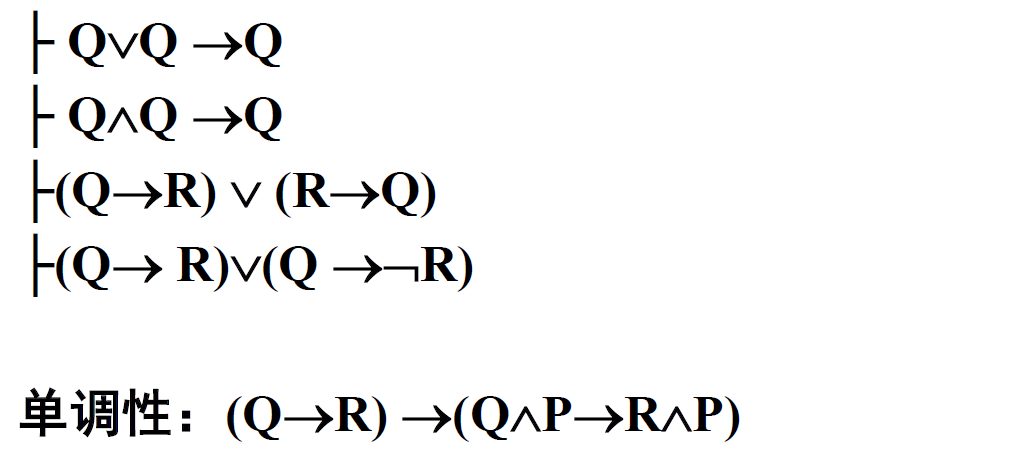 ├ Q∨Q →Q
├ Q∧Q →Q
├(Q→R) ∨ (R→Q)
├(Q→ R)∨(Q →¬R)
单调性：(Q→R) →(Q∧P→R∧P)